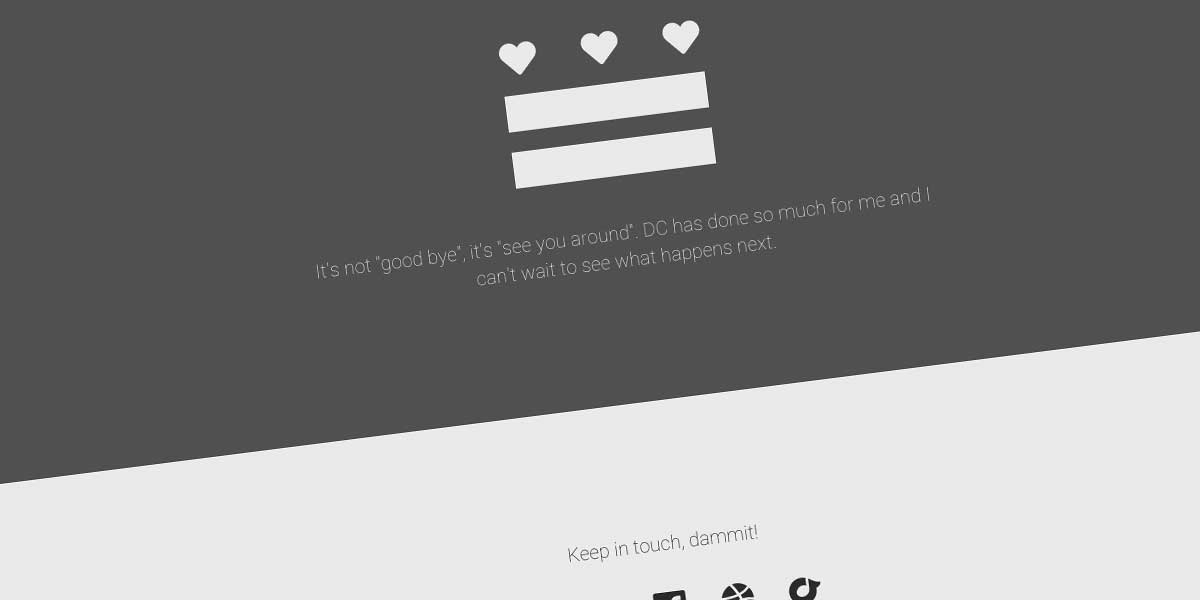 It's not "good bye", it's "see you around". DC has done so much for me and I
can't wait to see what happens next.
Keep in touch, dammit!